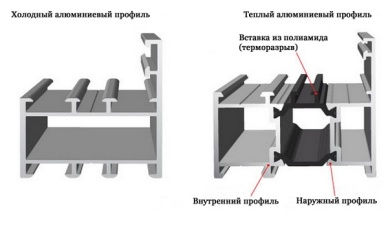 Холодный алюминиевый профиль
Теплый алюминиевый профиль
Вставка из полиамида
(терморазрыв)
Внутренний профиль
Наружный профиль